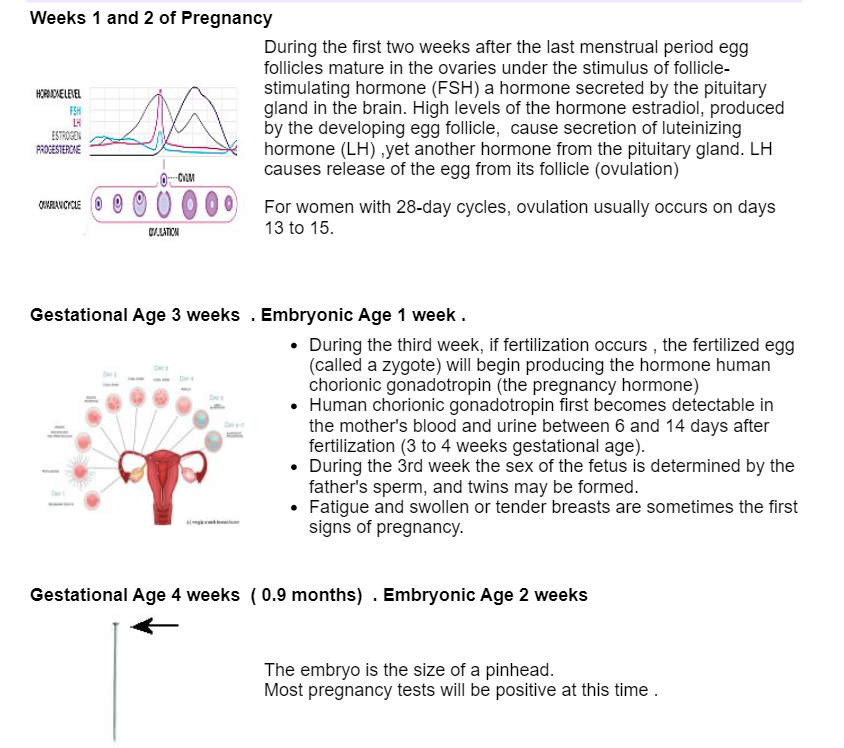 Weeks 1 and 2 of Pregnancy
During the first two weeks after the last menstrual period egg
follicles mature in the ovaries under the stimulus of follicle-
stimulating hormone (FSH) a hormone secreted by the pituitary
gland in the brain. High levels of the hormone estradiol, produced
by the developing egg follicle,  cause secretion of luteinizing
hormone (LH) ,yet another hormone from the pituitary gland. LH
causes release of the egg from its follicle (ovulation)
For women with 28-day cycles, ovulation usually occurs on days
13 to 15.
HORMONE LEVEL
FSH
LH
ESTROGEN
PROGESTERONE
OVUM
OVARIAN CYCLE
OVULATION
Gestational Age 3 weeks  . Embryonic Age 1 week .
• During the third week, if fertilization occurs , the fertilized egg
(called a zygote) will begin producing the hormone human
chorionic gonadotropin (the pregnancy hormone)
• Human chorionic gonadotropin first becomes detectable in
the mother's blood and urine between 6 and 14 days after
fertilization (3 to 4 weeks gestational age).
• During the 3rd week the sex of the fetus is determined by the
father's sperm, and twins may be formed.
• Fatigue and swollen or tender breasts are sometimes the first
signs of pregnancy.
Gestational Age 4 weeks  ( 0.9 months)  . Embryonic Age 2 weeks
The embryo is the size of a pinhead.
Most pregnancy tests will be positive at this time .